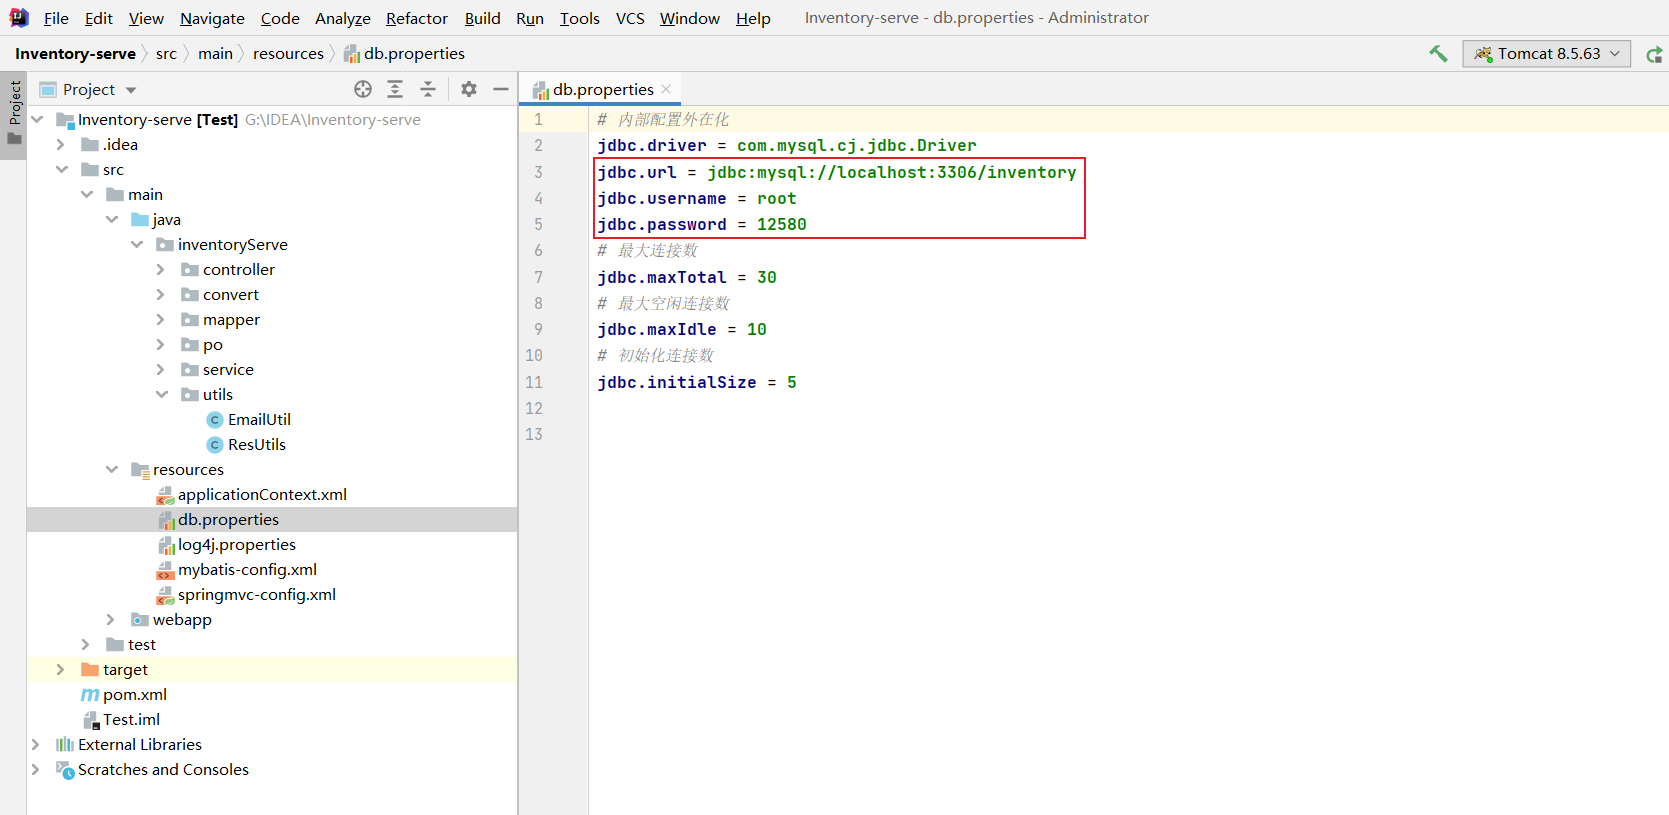 File Edit View Navigate Code Analyze Refactor Build Run Tools VCS Window Help Inventory-serve - db.properties - Administrator
Inventory-serve src main resources db.properties Tomcat 8.5.63
Project
Project
db.properties
Inventory-serve [Test] G:\IDEA\Inventory-serve
.idea
src
main
java
inventoryServe
controller
convert
mapper
po
service
utils
EmailUtil
ResUtils
resources
applicationContext.xml
db.properties
log4j.properties
mybatis-config.xml
springmvc-config.xml
webapp
test
target
pom.xml
Test.iml
External Libraries
Scratches and Consoles
1 # 内部配置外在化
2 jdbc.driver = com.mysql.cj.jdbc.Driver
3 jdbc.url = jdbc:mysql://localhost:3306/inventory
4 jdbc.username = root
5 jdbc.password = 12580
6 # 最大连接数
7 jdbc.maxTotal = 30
8 # 最大空闲连接数
9 jdbc.maxIdle = 10
10 # 初始化连接数
11 jdbc.initialSize = 5
12
13